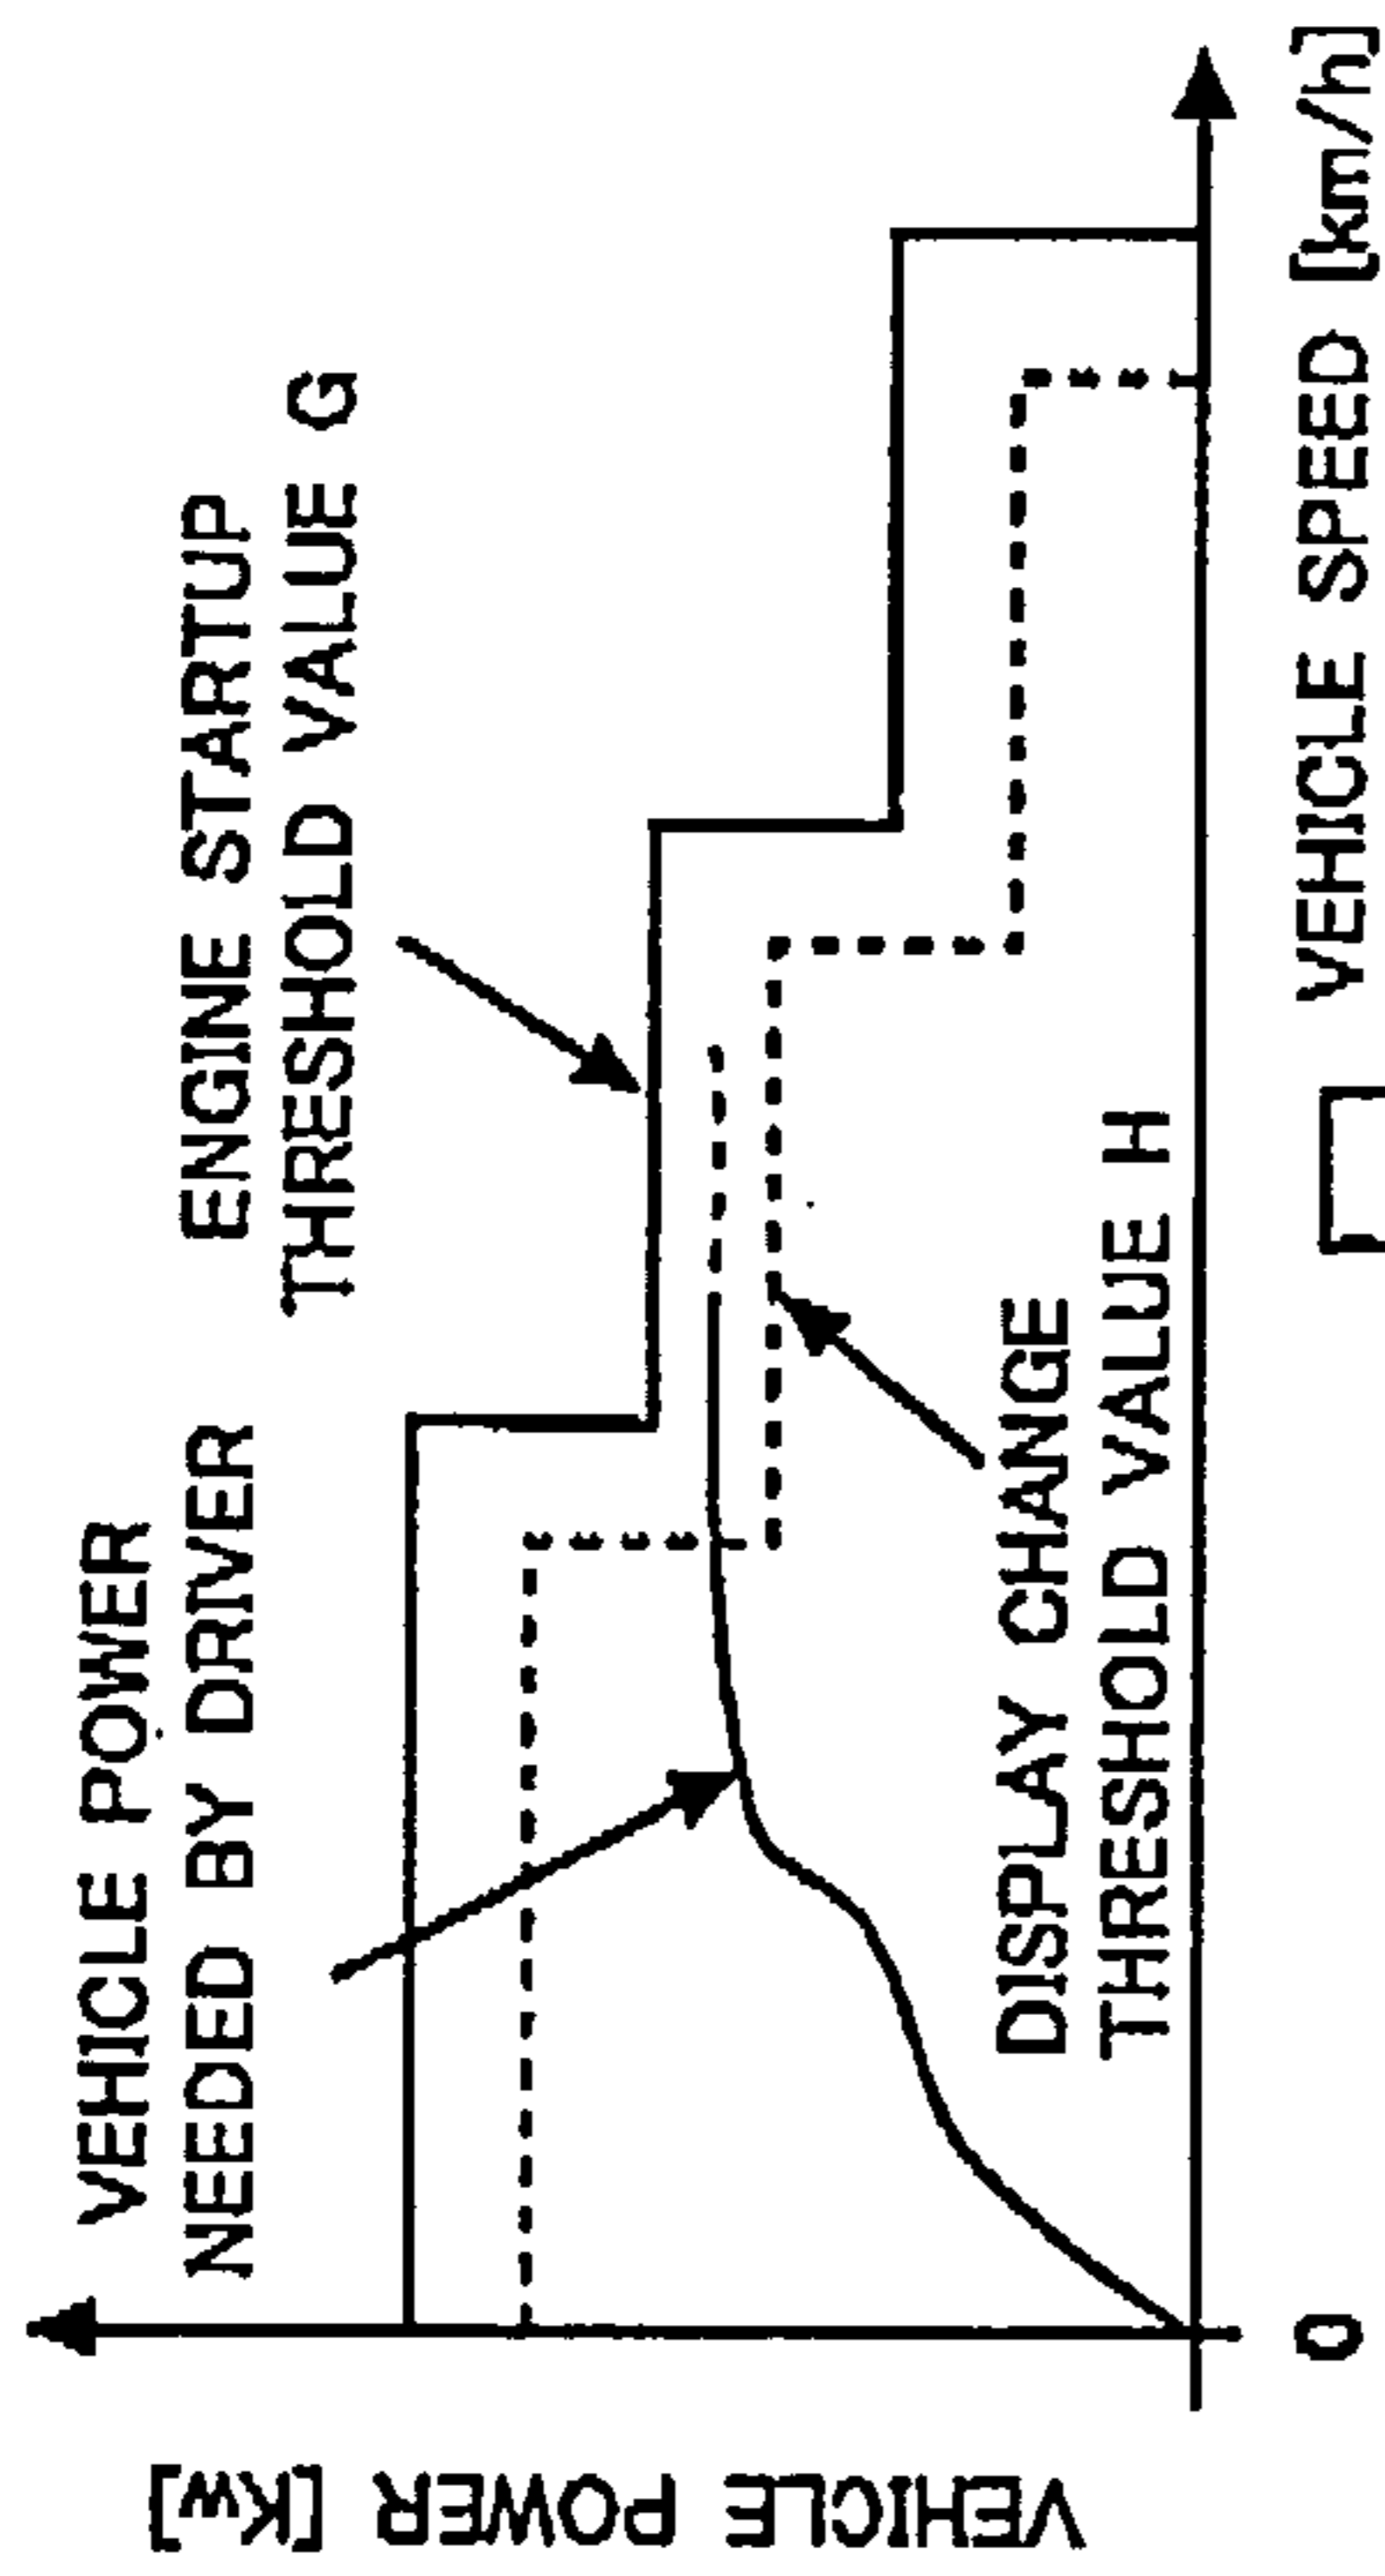 VEHICLE POWER
NEEDED BY DRIVER
ENGINE STARTUP
THRESHOLD VALUE G
DISPLAY CHANGE
THRESHOLD VALUE H
VEHICLE POWER [KW]
0
VEHICLE SPEED [km/h]